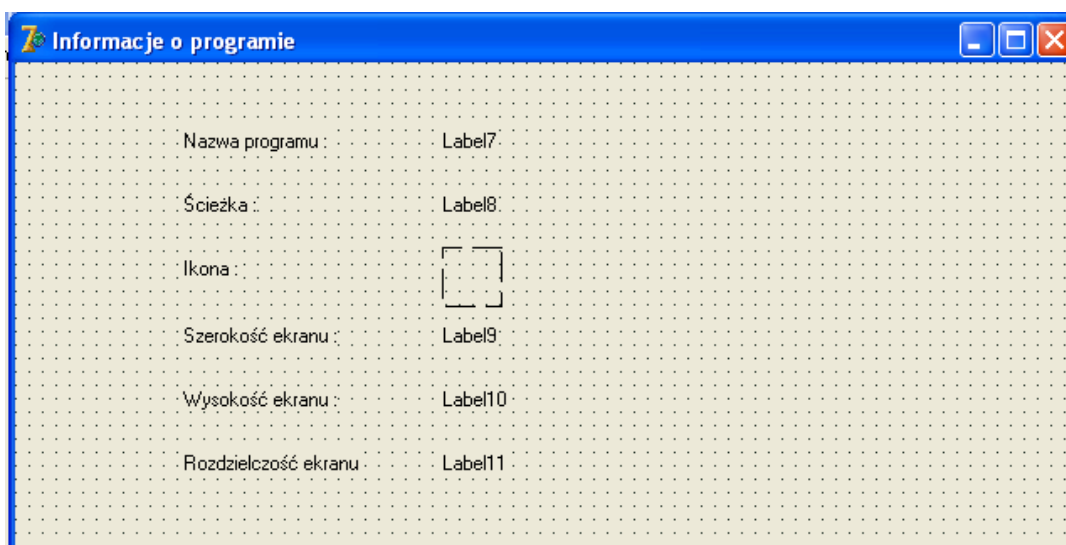 Informacje o programie
Nazwa programu : Label7
Ścieżka : Label8
Ikona :
Szerokość ekranu : Label9
Wysokość ekranu : Label10
Rozdzielczość ekranu Label11